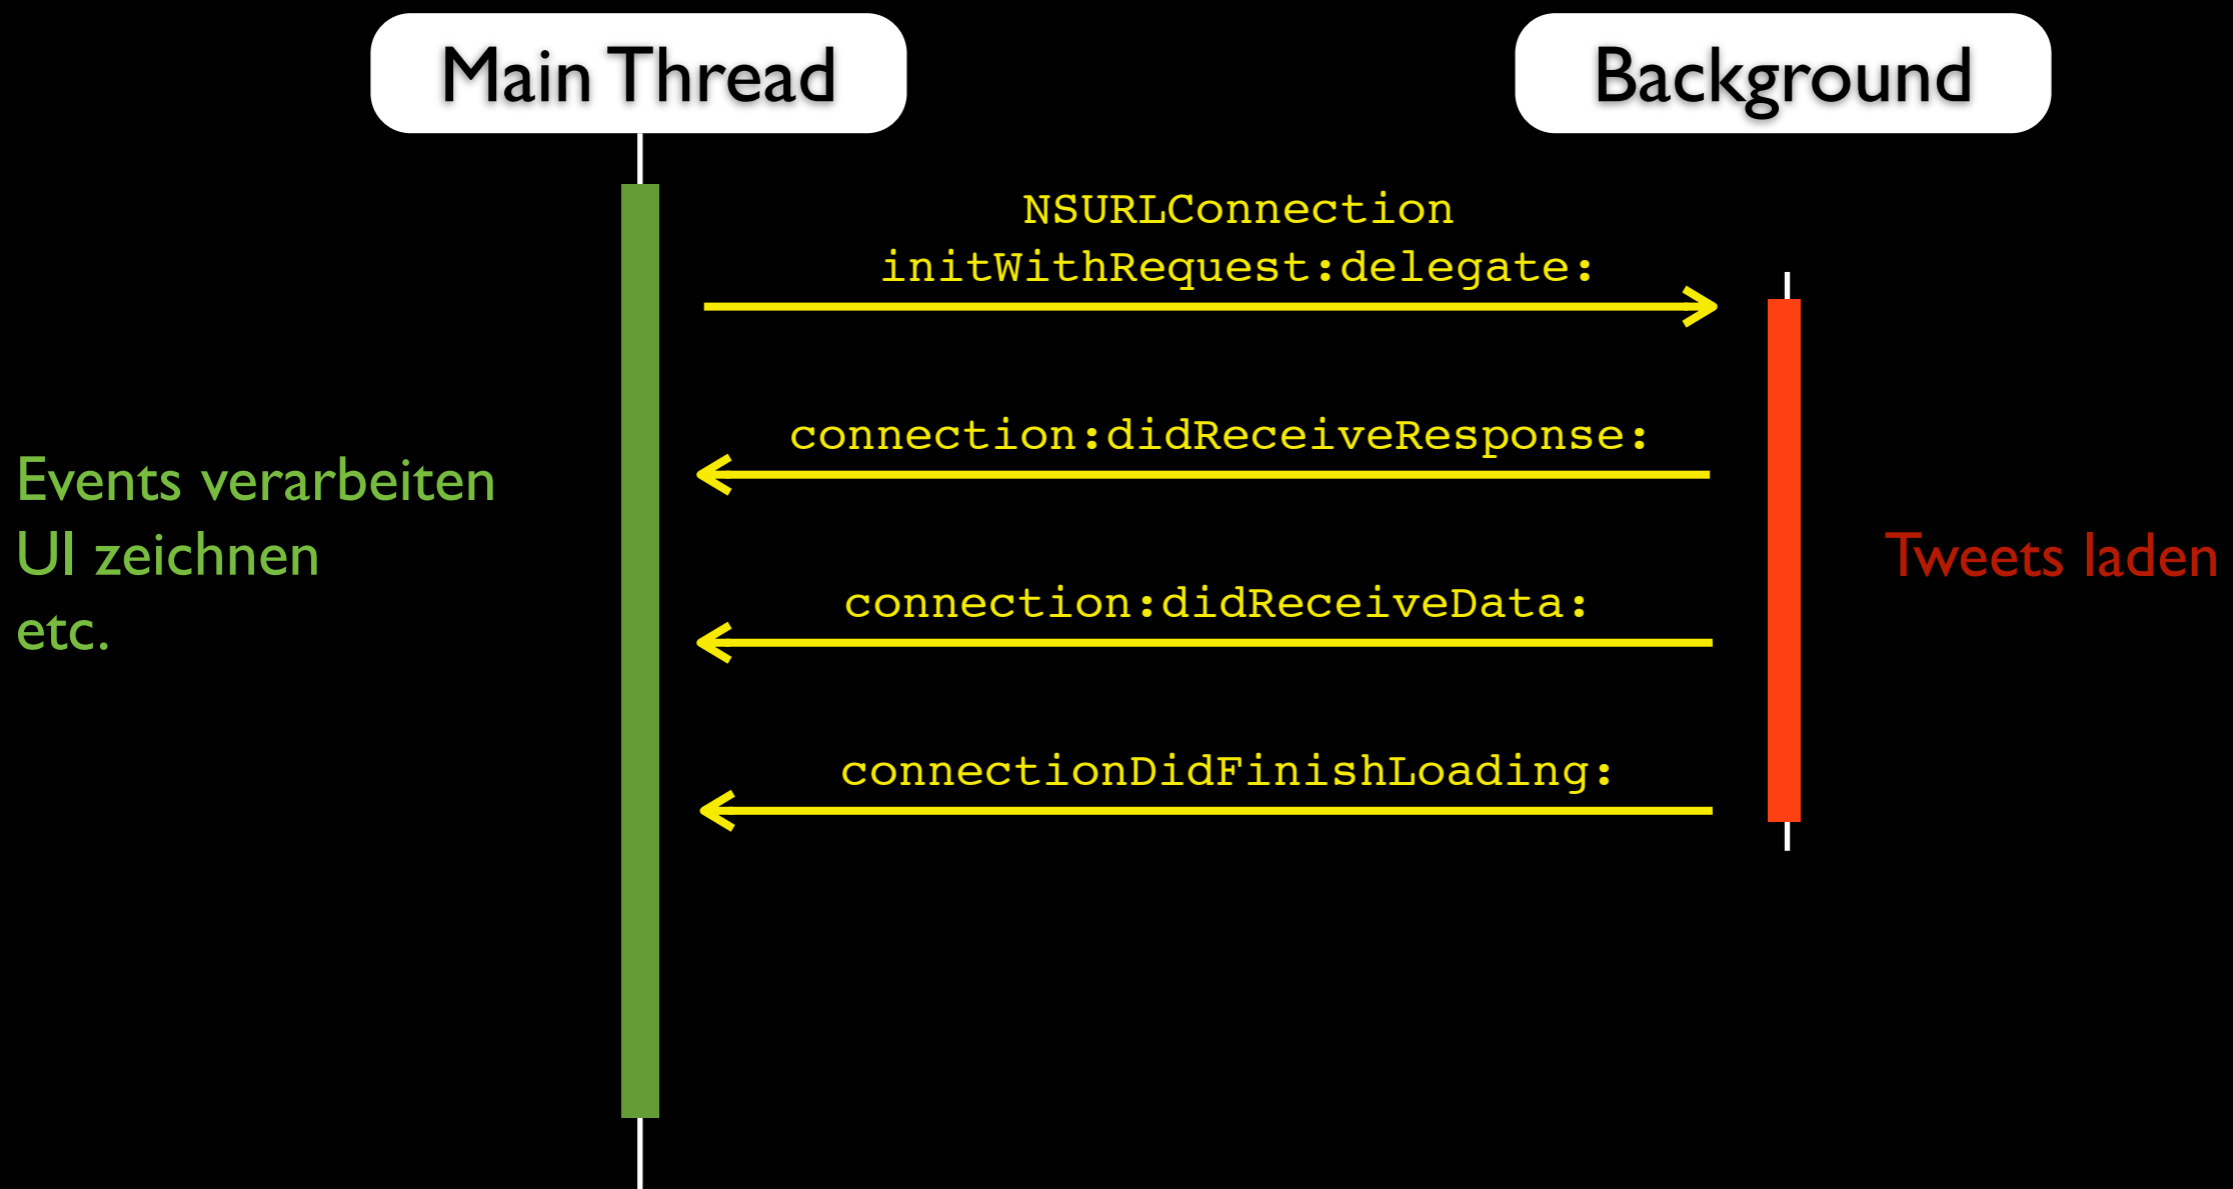 Main Thread
Background
NSURLConnection
initWithRequest:delegate:
connection:didReceiveResponse:
Events verarbeiten
UI zeichnen
etc.
Tweets laden
connection:didReceiveData:
connectionDidFinishLoading: